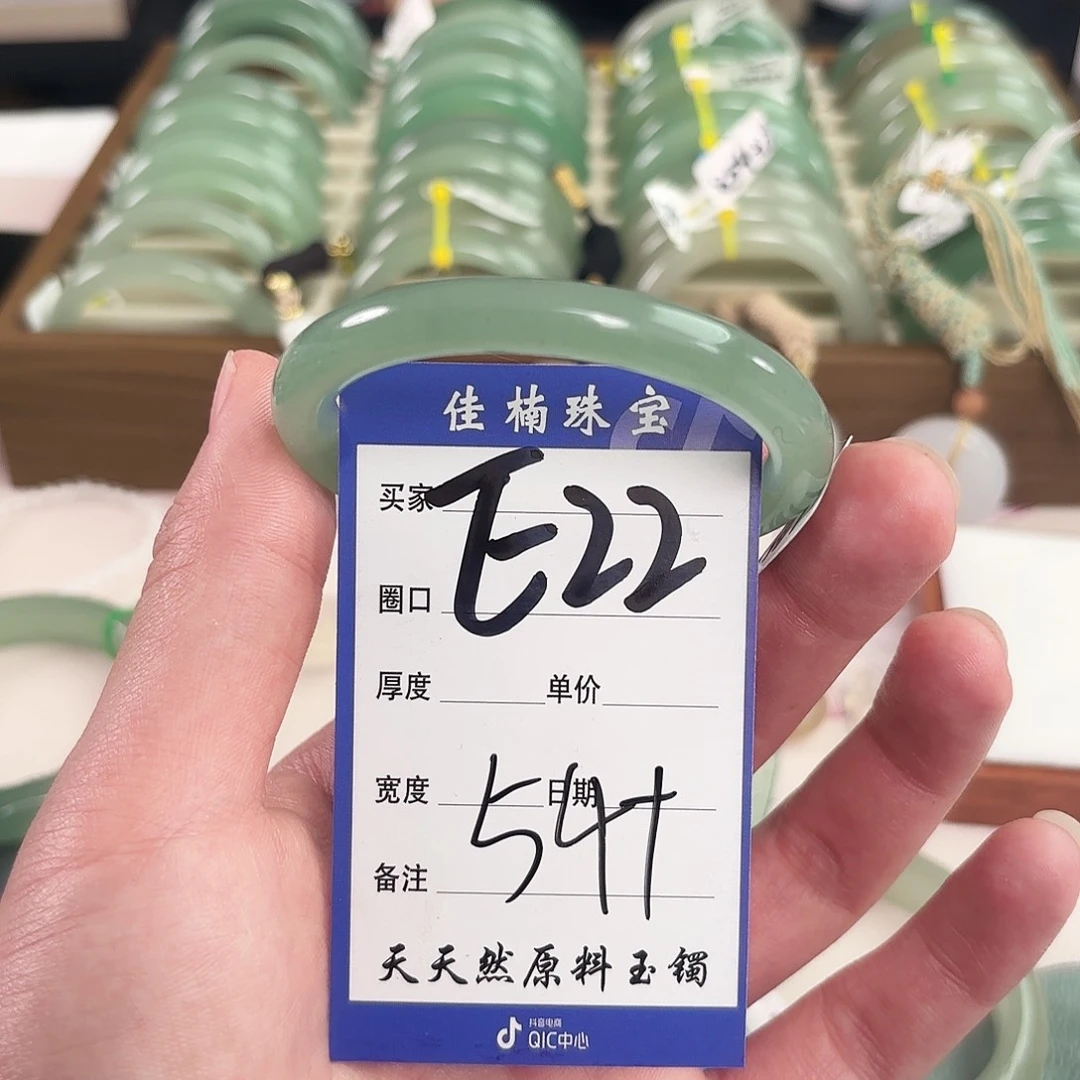 佳楠珠宝
买家
E22
圈口
厚度 单价
宽度 日期
54+
备注
天天然原料玉镯
抖音电商
QIC中心